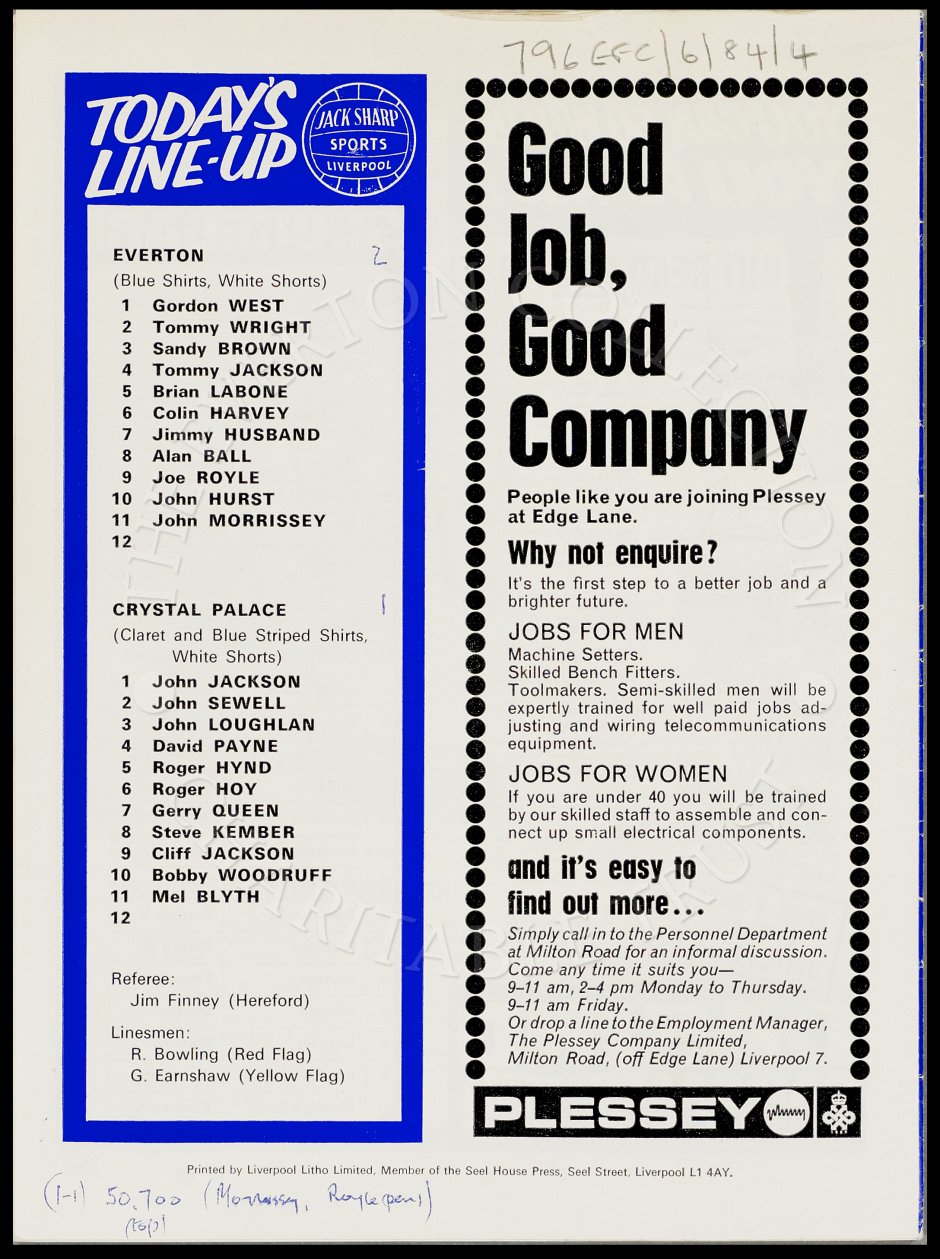 796 EFC/6/84/4
TODAY'S
LINE-UP
JACK SHARP
SPORTS
LIVERPOOL
EVERTON 2
(Blue Shirts, White Shorts)
1 Gordon WEST
2 Tommy WRIGHT
3 Sandy BROWN
4 Tommy JACKSON
5 Brian LABONE
6 Colin HARVEY
7 Jimmy HUSBAND
8 Alan BALL
9 Joe ROYLE
10 John HURST
11 John MORRISSEY
12
CRYSTAL PALACE 1
(Claret and Blue Striped Shirts,
White Shorts)
1 John JACKSON
2 John SEWELL
3 John LOUGHLAN
4 David PAYNE
5 Roger HYND
6 Roger HOY
7 Gerry QUEEN
8 Steve KEMBER
9 Cliff JACKSON
10 Bobby WOODRUFF
11 Mel BLYTH
12
Referee:
Jim Finney (Hereford)
Linesmen:
R. Bowling (Red Flag)
G. Earnshaw (Yellow Flag)
Good
Job,
Good
Company
People like you are joining Plessey
at Edge Lane.
Why not enquire?
It's the first step to a better job and a
brighter future.
JOBS FOR MEN
Machine Setters.
Skilled Bench Fitters.
Toolmakers. Semi-skilled men will be
expertly trained for well paid jobs ad-
justing and wiring telecommunications
equipment.
JOBS FOR WOMEN
If you are under 40 you will be trained
by our skilled staff to assemble and con-
nect up small electrical components.
and it's easy to
find out more...
Simply call in to the Personnel Department
at Milton Road for an informal discussion.
Come any time it suits you—
9–11 am, 2–4 pm Monday to Thursday.
9–11 am Friday.
Or drop a line to the Employment Manager,
The Plessey Company Limited,
Milton Road, (off Edge Lane) Liverpool 7.
PLESSEY
Printed by Liverpool Litho Limited, Member of the Seel House Press, Seel Street, Liverpool L1 4AY.
(1-1) 50,700 (Morrissey, Royle (pen))
(top)
© THE EVERTON COLLECTION CHARITABLE TRUST